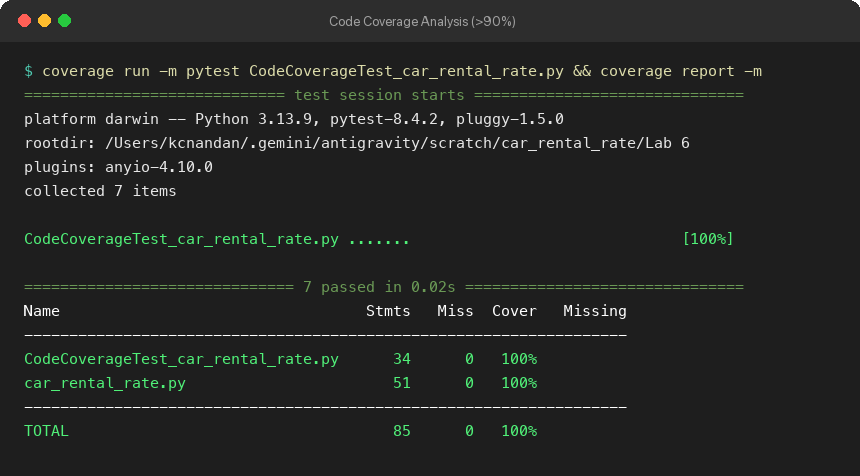 Code Coverage Analysis (>90%)
$ coverage run -m pytest CodeCoverageTest_car_rental_rate.py && coverage report -m
============================= test session starts ==============================
platform darwin -- Python 3.13.9, pytest-8.4.2, pluggy-1.5.0
rootdir: /Users/kcnandan/.gemini/antigravity/scratch/car_rental_rate/Lab 6
plugins: anyio-4.10.0
collected 7 items
CodeCoverageTest_car_rental_rate.py ....... [100%]
============================== 7 passed in 0.02s ===============================
Name Stmts Miss Cover Missing
-------------------------------------------------------------------
CodeCoverageTest_car_rental_rate.py 34 0 100%
car_rental_rate.py 51 0 100%
-------------------------------------------------------------------
TOTAL 85 0 100%